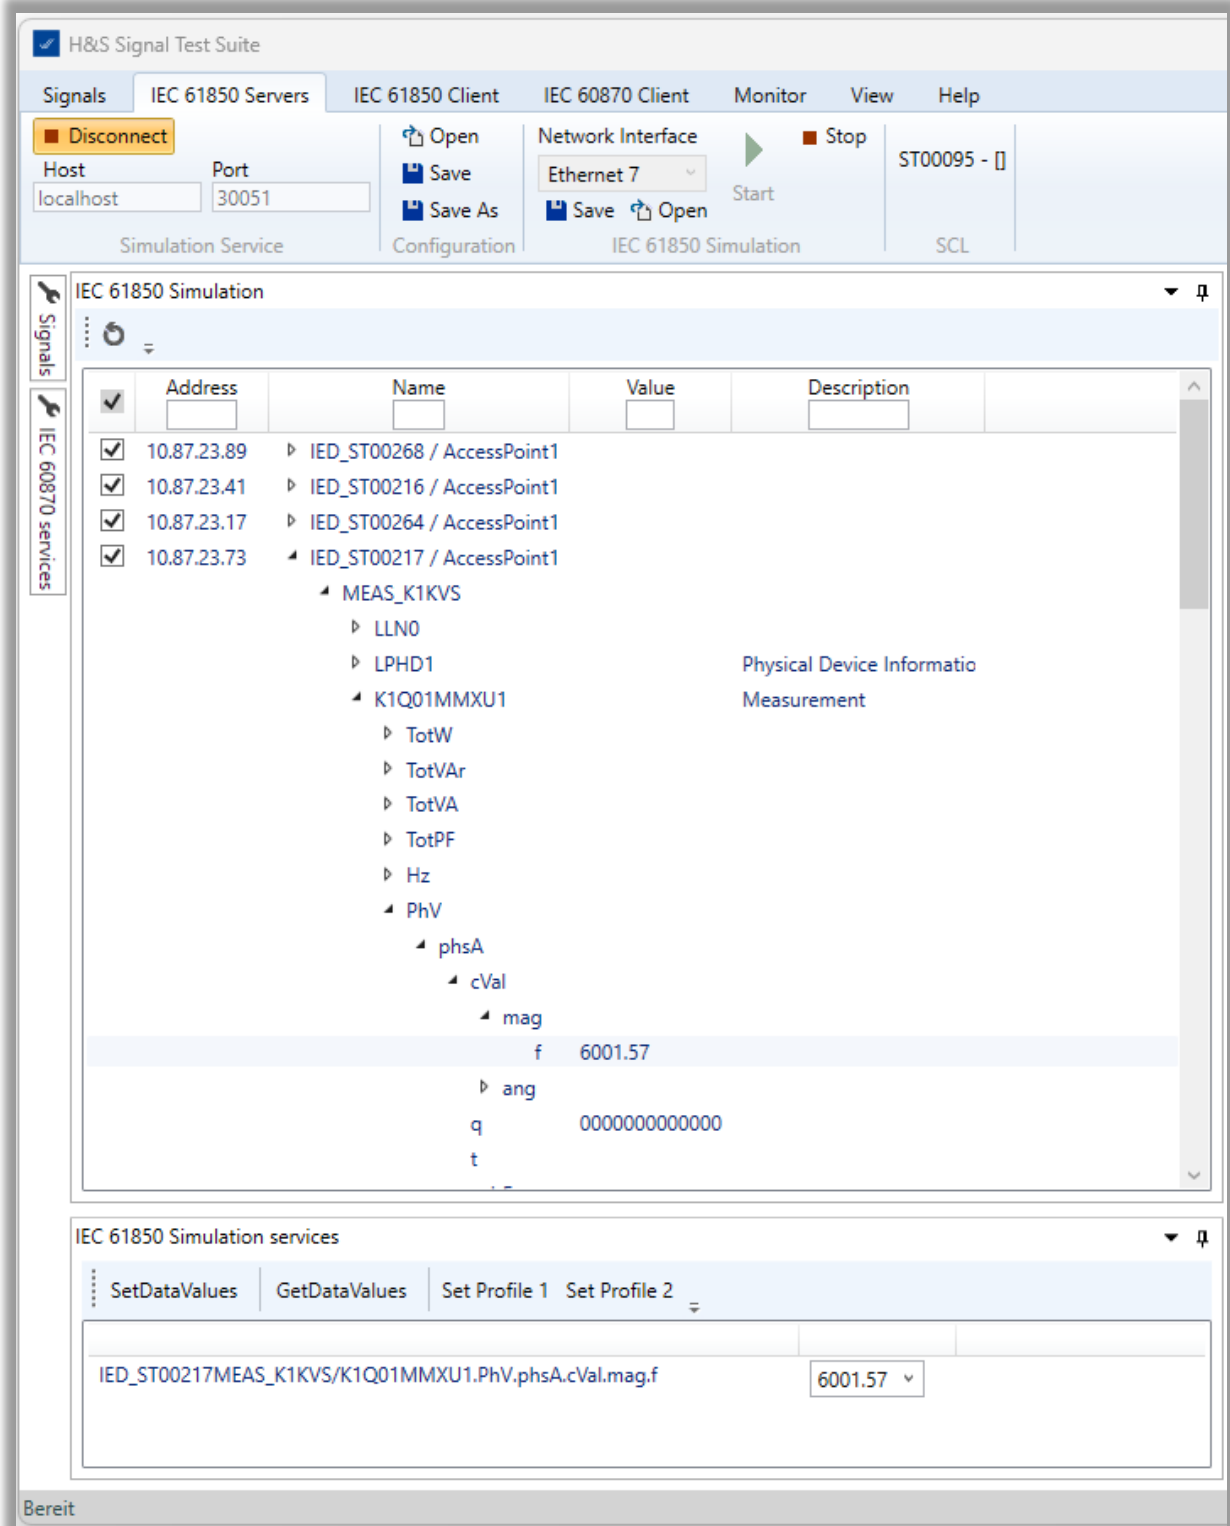 H&S Signal Test Suite
Signals IEC 61850 Servers IEC 61850 Client IEC 60870 Client Monitor View Help
Disconnect
Host Port
localhost 30051
Simulation Service
Open
Save
Save As
Configuration
Network Interface
Ethernet 7
Save Open
Start
Stop
IEC 61850 Simulation
ST00095 - []
SCL
Signals
IEC 60870 services
IEC 61850 Simulation
Address Name Value Description
10.87.23.89 IED_ST00268 / AccessPoint1
10.87.23.41 IED_ST00216 / AccessPoint1
10.87.23.17 IED_ST00264 / AccessPoint1
10.87.23.73 IED_ST00217 / AccessPoint1
MEAS_K1KVS
LLN0
LPHD1 Physical Device Informatio
K1Q01MMXU1 Measurement
TotW
TotVAr
TotVA
TotPF
Hz
PhV
phsA
cVal
mag
f 6001.57
ang
q 0000000000000
t
IEC 61850 Simulation services
SetDataValues GetDataValues Set Profile 1 Set Profile 2
IED_ST00217MEAS_K1KVS/K1Q01MMXU1.PhV.phsA.cVal.mag.f 6001.57
Bereit